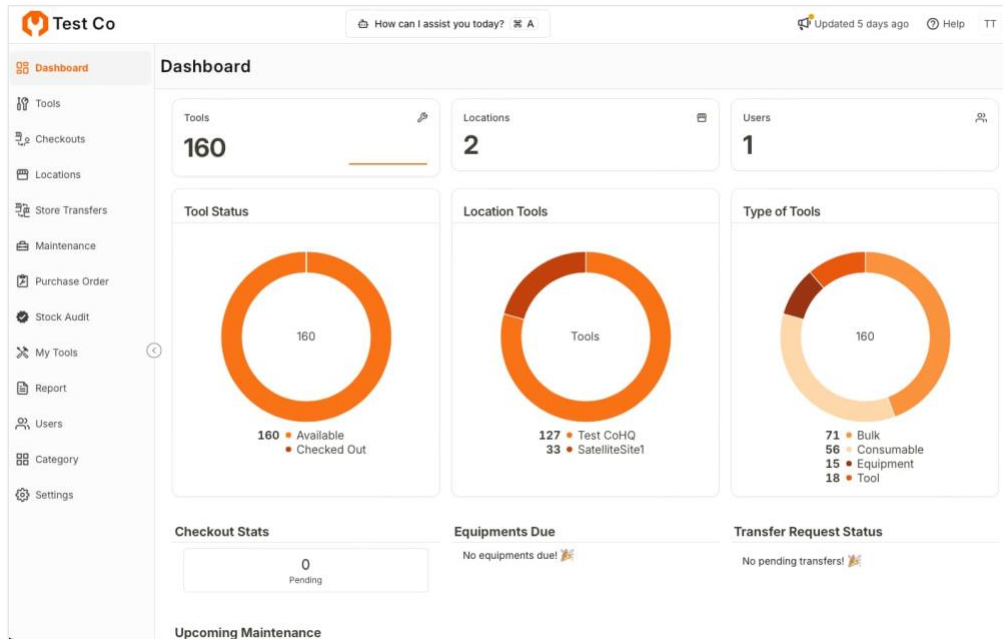 Test Co
How can I assist you today? ⌘ A
Updated 5 days ago
Help
TT
Dashboard
Tools
Checkouts
Locations
Store Transfers
Maintenance
Purchase Order
Stock Audit
My Tools
Report
Users
Category
Settings
Dashboard
Tools
160
Locations
2
Users
1
Tool Status
160
160 Available
Checked Out
Location Tools
Tools
127 Test CoHQ
33 SatelliteSite1
Type of Tools
160
71 Bulk
56 Consumable
15 Equipment
18 Tool
Checkout Stats
0
Pending
Equipments Due
No equipments due! 🎉
Transfer Request Status
No pending transfers! 🎉
Upcoming Maintenance